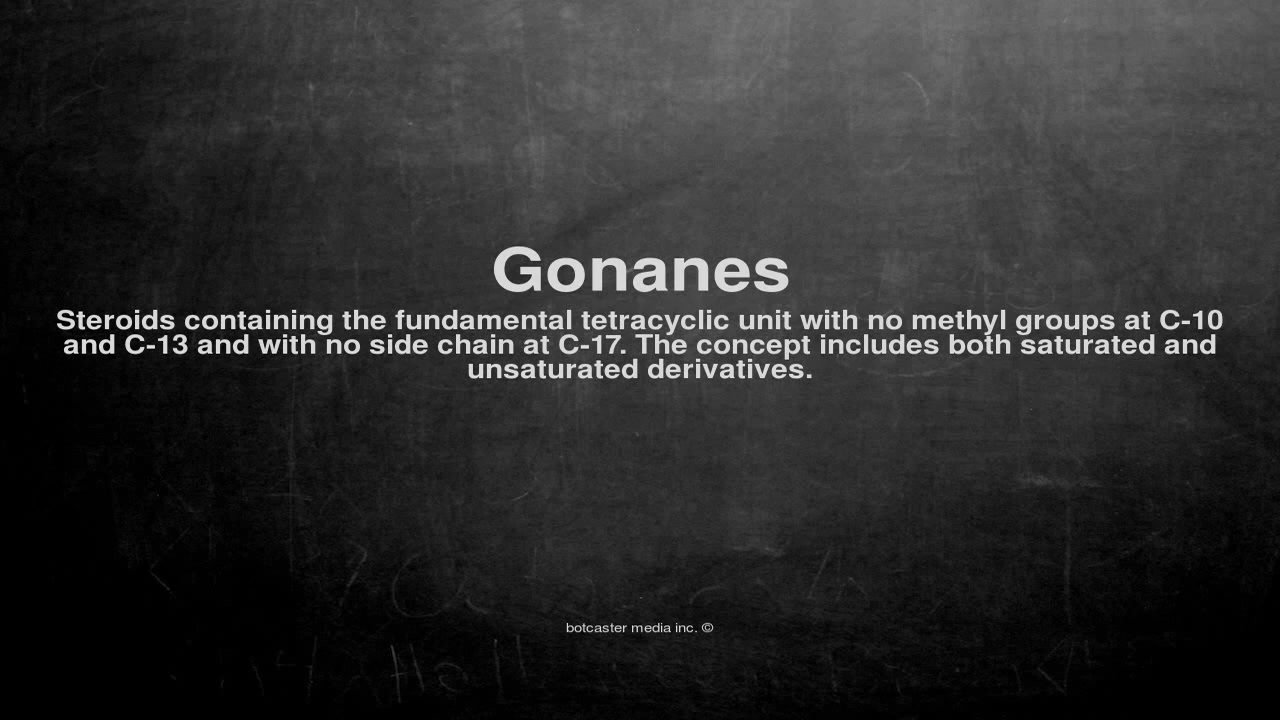 Gonanes
Steroids containing the fundamental tetracyclic unit with no methyl groups at C-10
and C-13 and with no side chain at C-17. The concept includes both saturated and
unsaturated derivatives.
botcaster media inc. ©